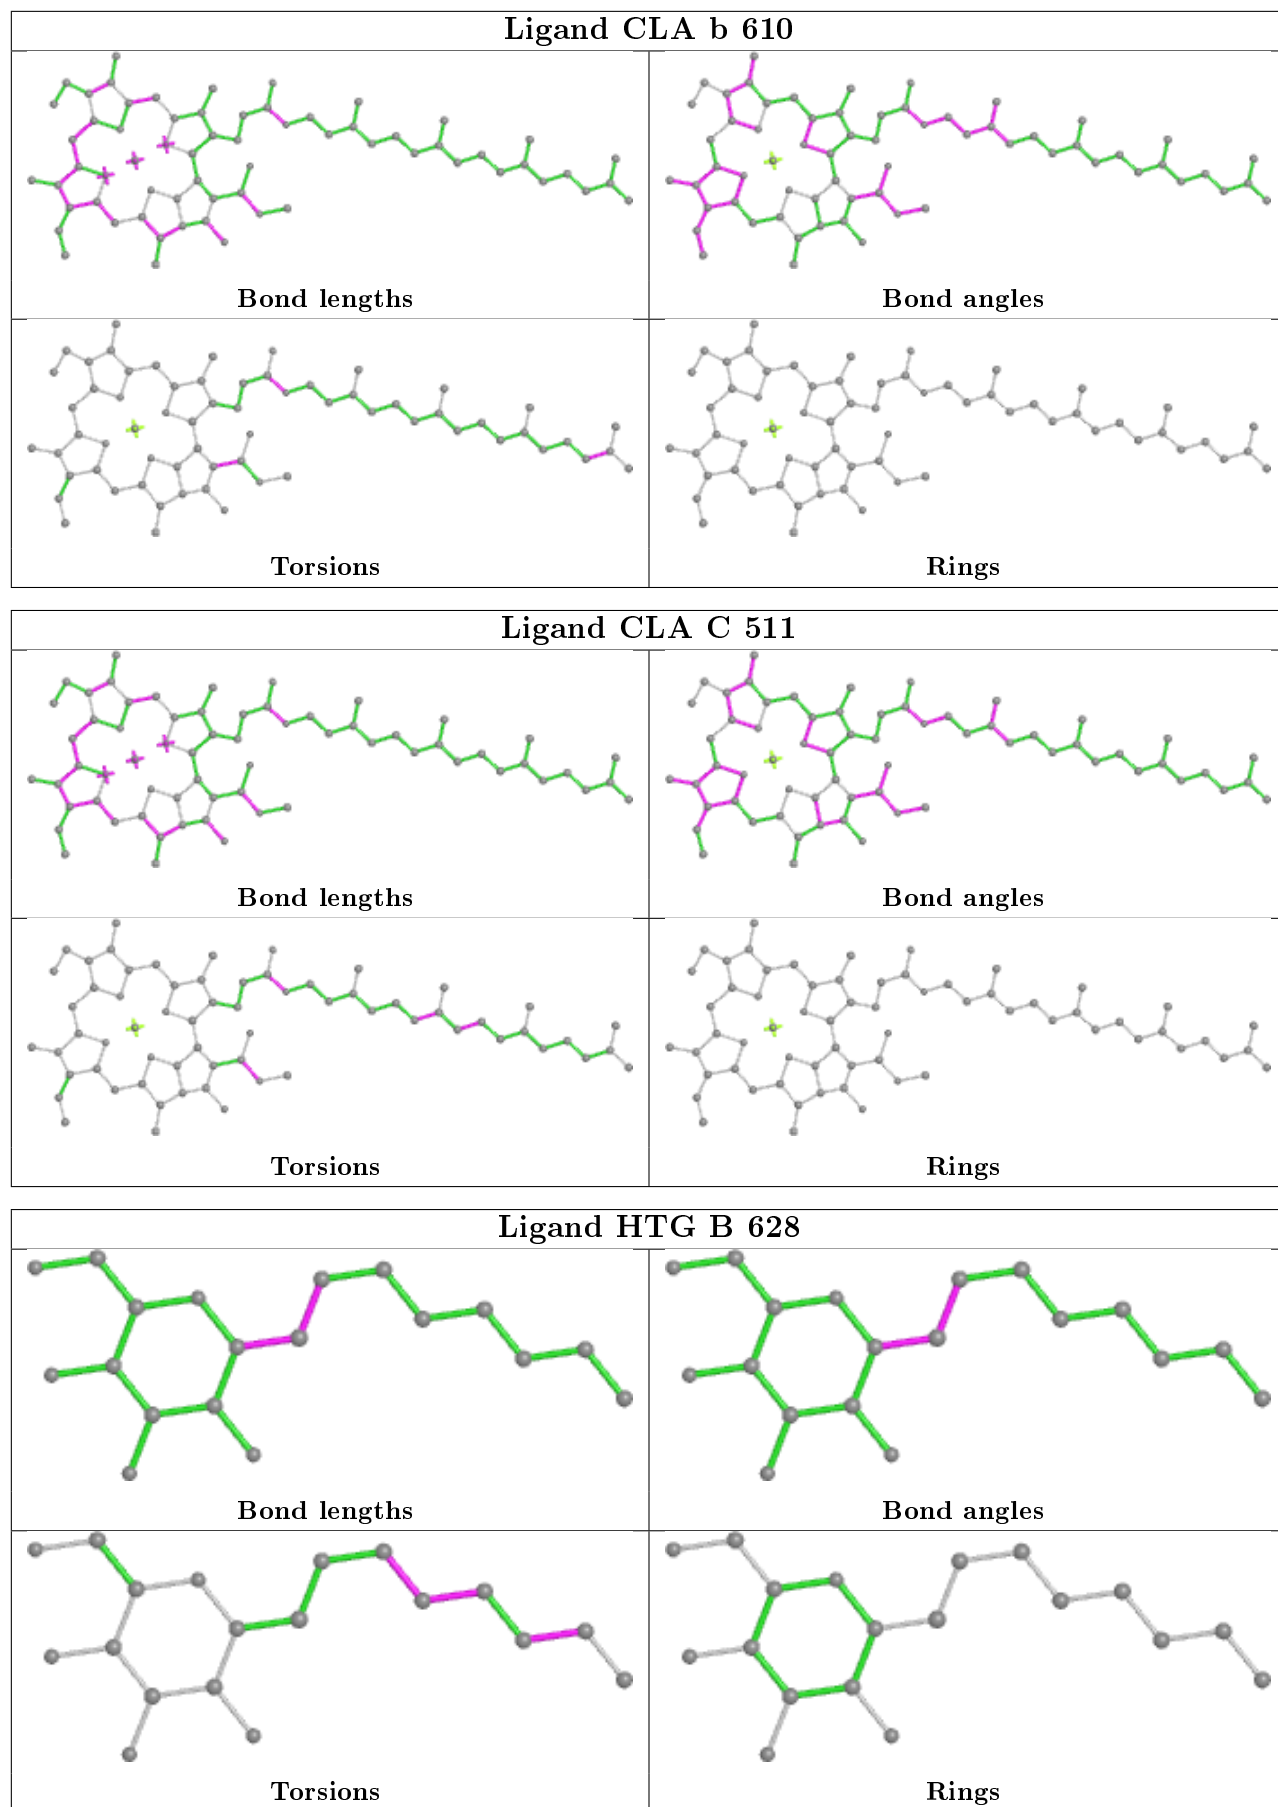 Ligand CLA b 610
Bond lengths
Bond angles
Torsions
Rings
Ligand CLA C 511
Bond lengths
Bond angles
Torsions
Rings
Ligand HTG B 628
Bond lengths
Bond angles
Torsions
Rings